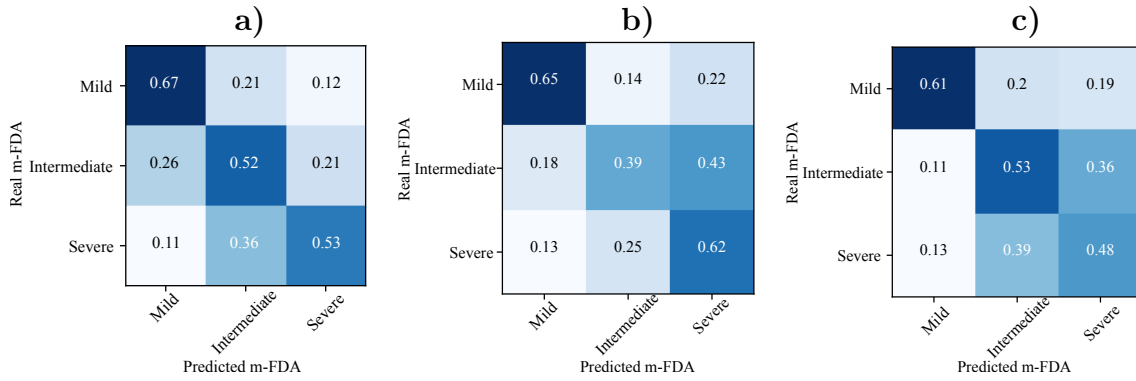 a)
Real m-FDA
Mild
Intermediate
Severe
0.67 0.21 0.12
0.26 0.52 0.21
0.11 0.36 0.53
Mild Intermediate Severe
Predicted m-FDA
b)
Real m-FDA
Mild
Intermediate
Severe
0.65 0.14 0.22
0.18 0.39 0.43
0.13 0.25 0.62
Mild Intermediate Severe
Predicted m-FDA
c)
Real m-FDA
Mild
Intermediate
Severe
0.61 0.2 0.19
0.11 0.53 0.36
0.13 0.39 0.48
Mild Intermediate Severe
Predicted m-FDA